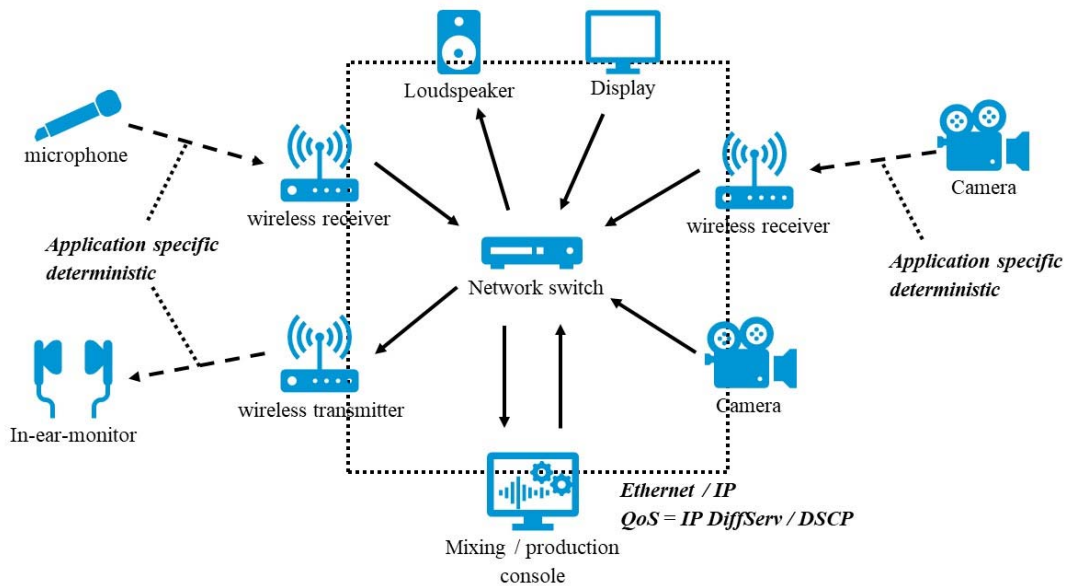 Loudspeaker
Display
microphone
wireless receiver
wireless receiver
Camera
Application specific
deterministic
Network switch
Application specific
deterministic
In-ear-monitor
wireless transmitter
Camera
Ethernet / IP
QoS = IP DiffServ / DSCP
Mixing / production
console